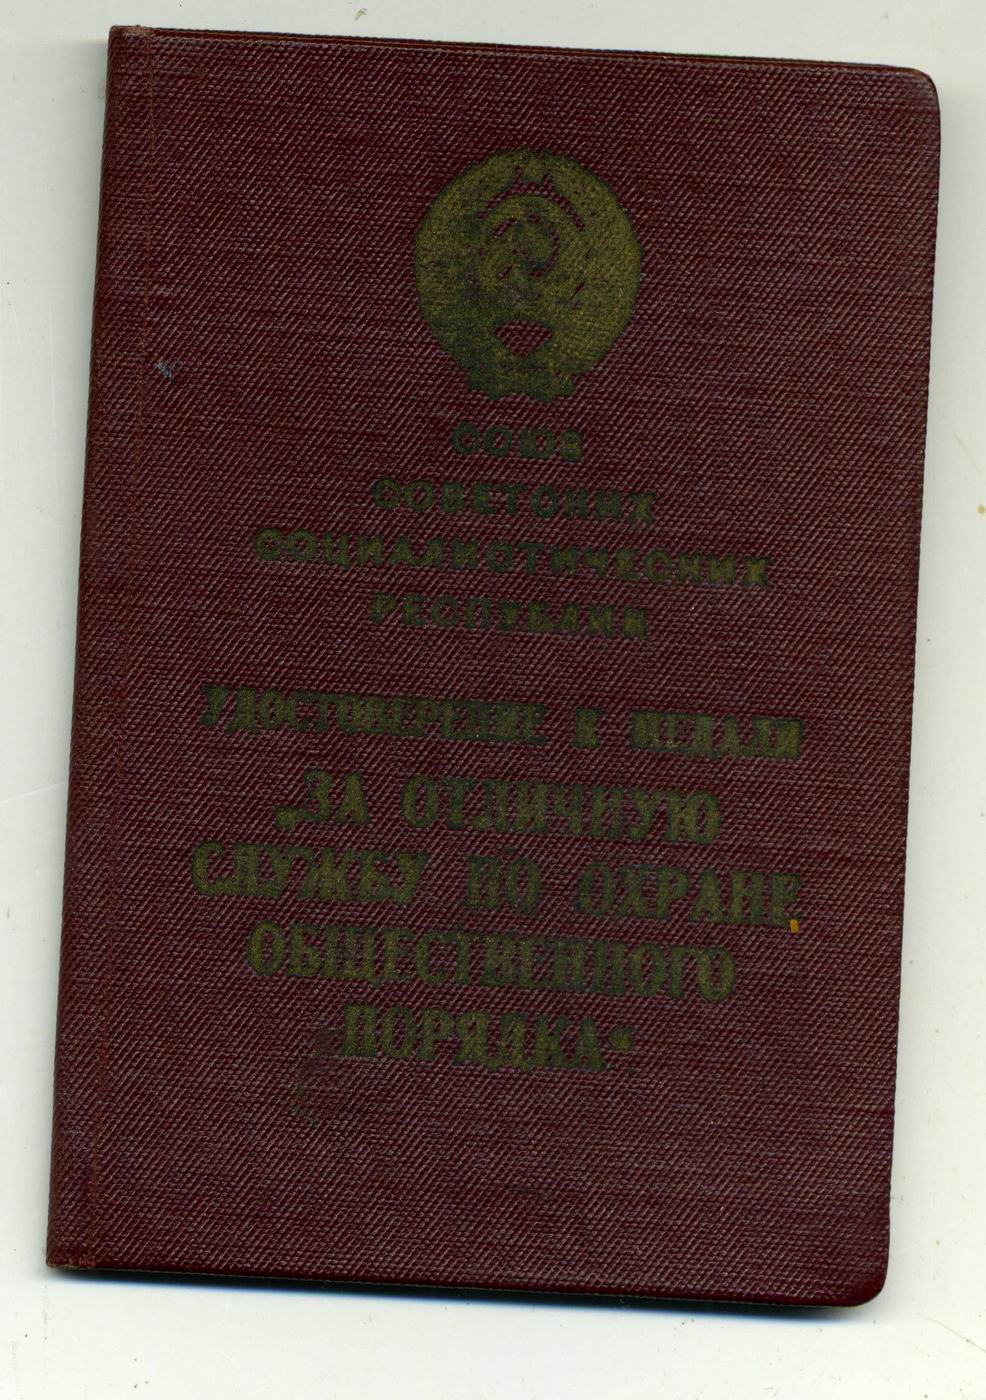 СОЮЗ
СОВЕТСКИХ
СОЦИАЛИСТИЧЕСКИХ
РЕСПУБЛИК
УДОСТОВЕРЕНИЕ К МЕДАЛИ
„ЗА ОТЛИЧНУЮ
СЛУЖБУ ПО ОХРАНЕ
ОБЩЕСТВЕННОГО
ПОРЯДКА“